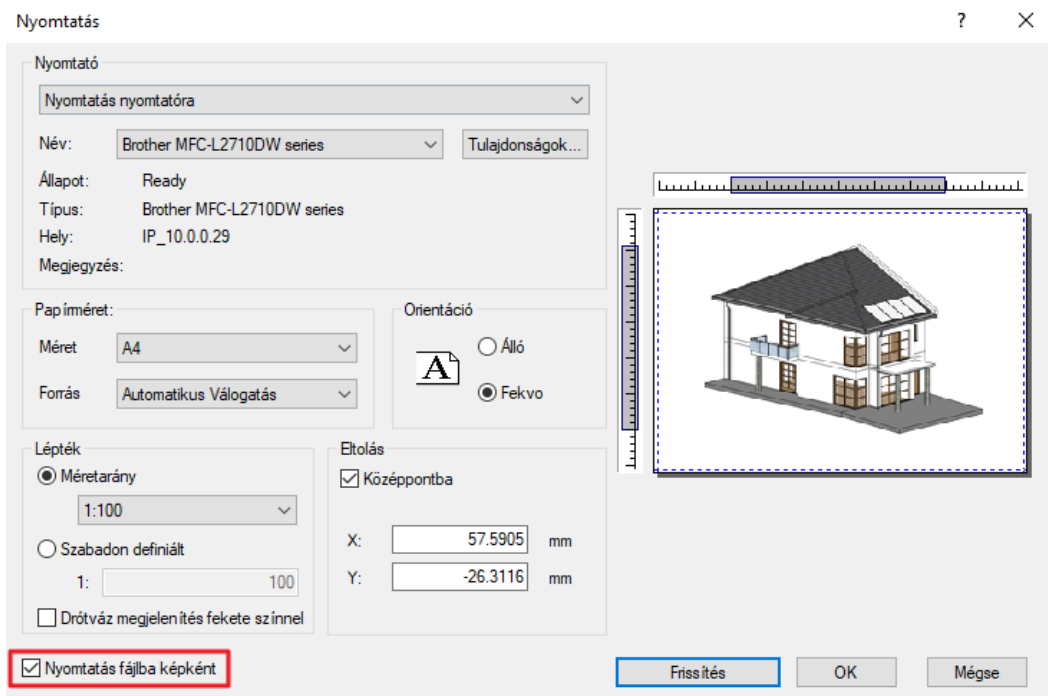 Nyomtatás
?
Nyomtató
Nyomtatás nyomtatóra
Név: Brother MFC-L2710DW series Tulajdonságok...
Állapot: Ready
Típus: Brother MFC-L2710DW series
Hely: IP_10.0.0.29
Megjegyzés:
Papírméret:
Méret A4
Forrás Automatikus Válogatás
Orientáció
A
Álló
Fekvo
Lépték
Méretarány
1:100
Szabadon definiált
1: 100
Drótváz megjelenítés fekete színnel
Eltolás
Középpontba
X: 57.5905 mm
Y: -26.3116 mm
Nyomtatás fájlba képként
Frissítés OK Mégse